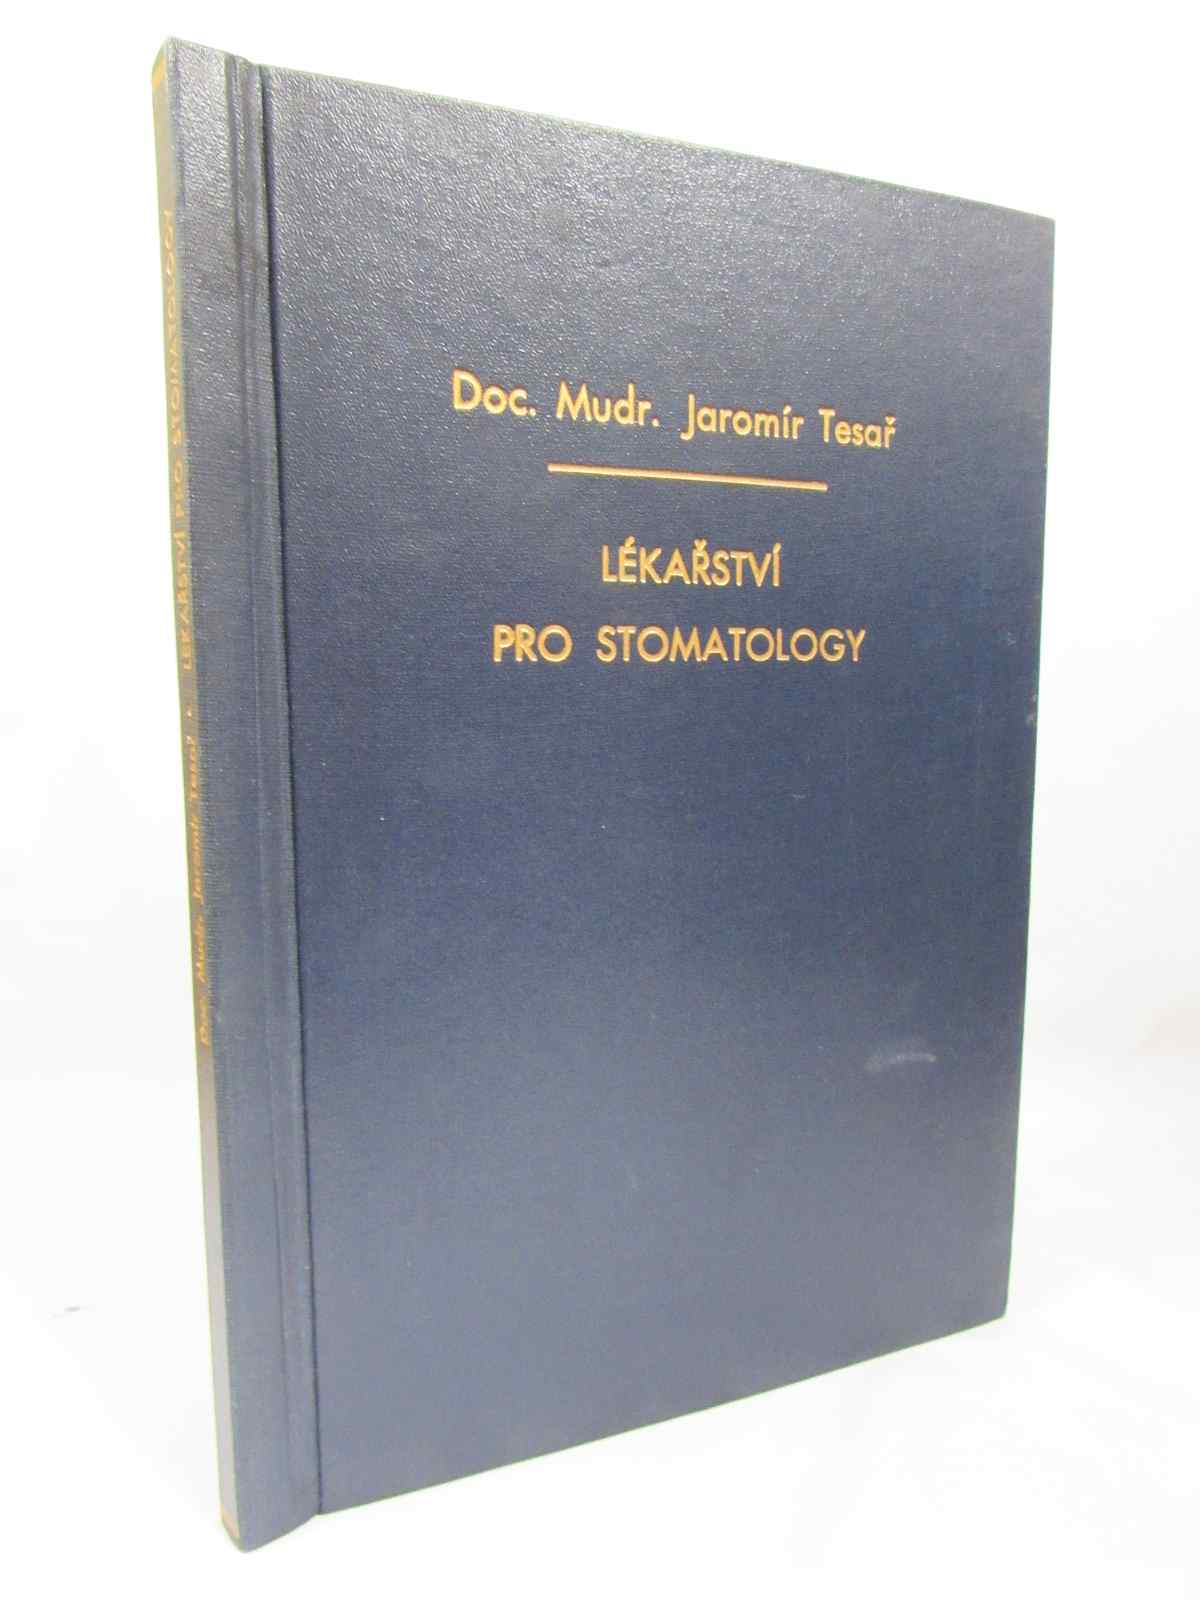 Doc. Mudr. Jaromír Tesař
LÉKAŘSTVÍ
PRO STOMATOLOGY
Doc. Mudr. Jaromír Tesař • LÉKAŘSTVÍ PRO STOMATOLOGY